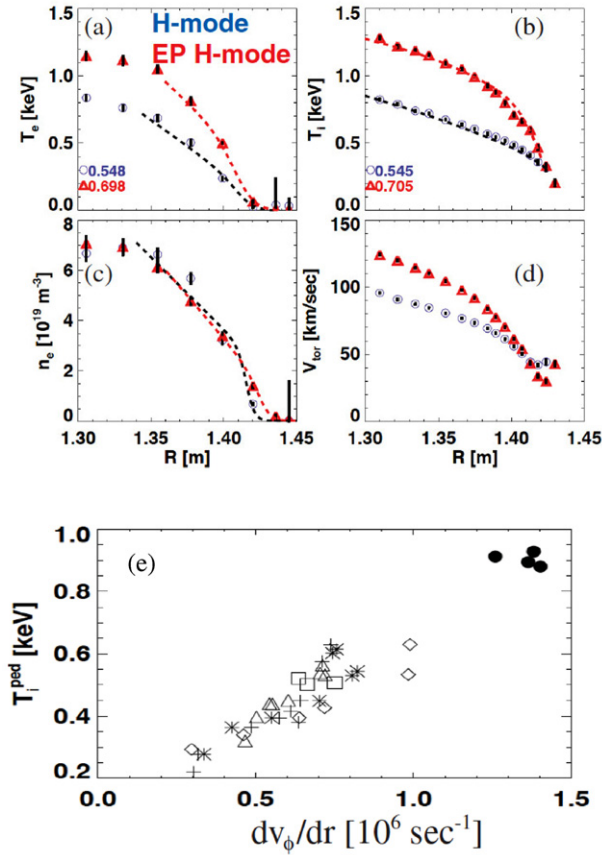 (a) H-mode
EP H-mode
(b)
T_e [keV]
1.5
1.0
0.5
0.0
0.548
0.698
T_i [keV]
1.5
1.0
0.5
0.0
0.545
0.705
(c)
n_e [10^19 m^-3]
8
6
4
2
0
1.30 1.35 1.40 1.45
R [m]
(d)
V_tor [km/sec]
150
100
50
0
1.30 1.35 1.40 1.45
R [m]
(e)
T_i^ped [keV]
1.0
0.8
0.6
0.4
0.2
0.0 0.5 1.0 1.5
dv_ϕ/dr [10^6 sec^-1]